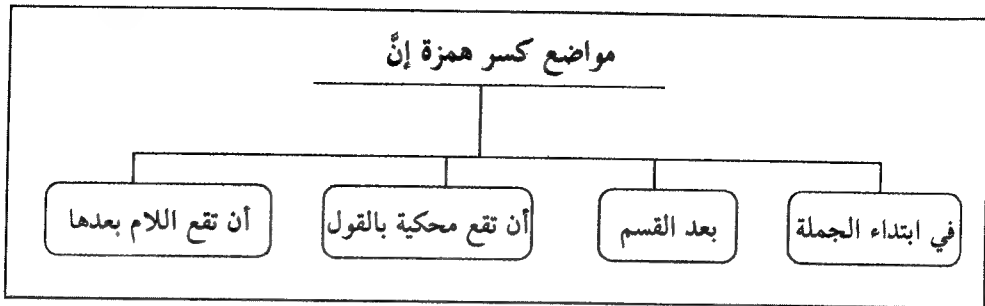 مواضع كسر همزة إنَّ
في ابتداء الجملة
بعد القسم
أن تقع محكية بالقول
أن تقع اللام بعدها